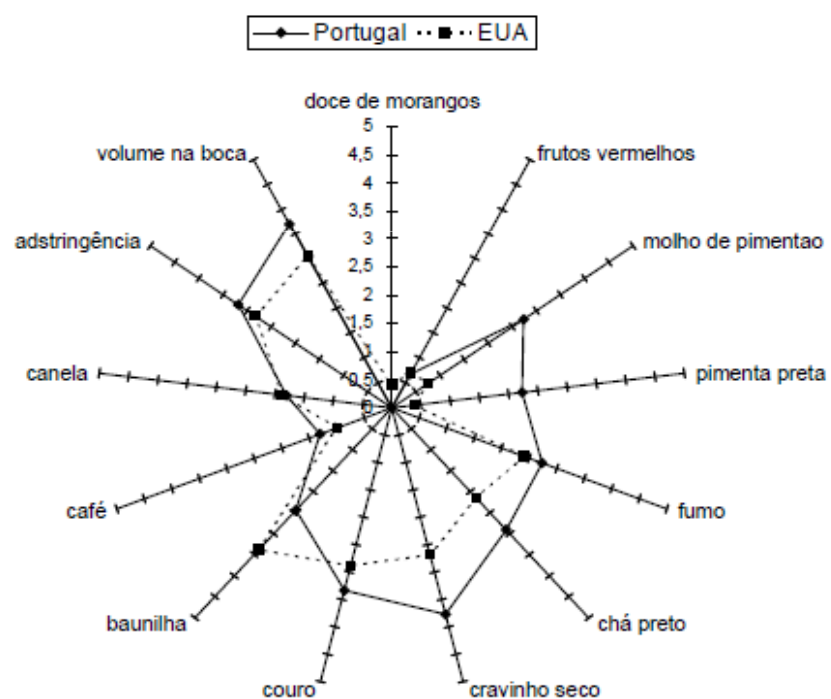 Portugal EUA
doce de morangos
5
4,5
4
3,5
3
2,5
2
1,5
1
0,5
0
frutos vermelhos
molho de pimentao
pimenta preta
fumo
chá preto
cravinho seco
couro
baunilha
café
canela
adstringência
volume na boca